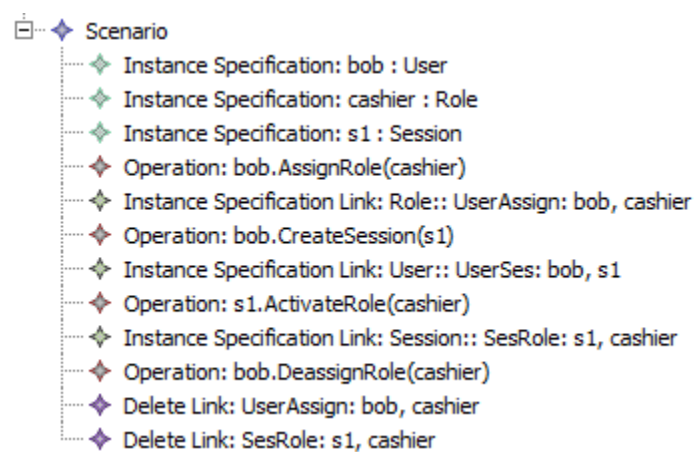 Scenario
Instance Specification: bob : User
Instance Specification: cashier : Role
Instance Specification: s1 : Session
Operation: bob.AssignRole(cashier)
Instance Specification Link: Role:: UserAssign: bob, cashier
Operation: bob.CreateSession(s1)
Instance Specification Link: User:: UserSes: bob, s1
Operation: s1.ActivateRole(cashier)
Instance Specification Link: Session:: SesRole: s1, cashier
Operation: bob.DeassignRole(cashier)
Delete Link: UserAssign: bob, cashier
Delete Link: SesRole: s1, cashier